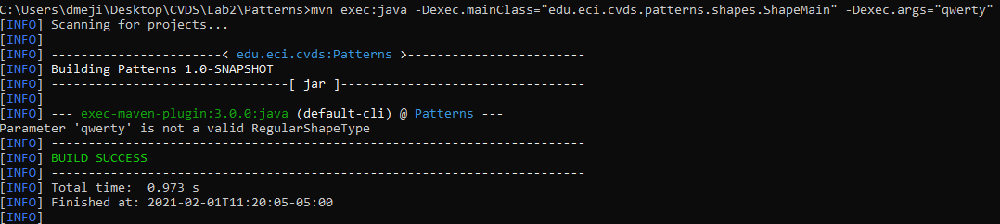 C:\Users\dmeji\Desktop\CVDS\Lab2\Patterns>mvn exec:java -Dexec.mainClass="edu.eci.cvds.patterns.shapes.ShapeMain" -Dexec.args="qwerty"
[INFO] Scanning for projects...
[INFO]
[INFO] ----------------------< edu.eci.cvds:Patterns >-----------------------
[INFO] Building Patterns 1.0-SNAPSHOT
[INFO] --------------------------------[ jar ]---------------------------------
[INFO]
[INFO] --- exec-maven-plugin:3.0.0:java (default-cli) @ Patterns ---
Parameter 'qwerty' is not a valid RegularShapeType
[INFO] ------------------------------------------------------------------------
[INFO] BUILD SUCCESS
[INFO] ------------------------------------------------------------------------
[INFO] Total time:  0.973 s
[INFO] Finished at: 2021-02-01T11:20:05-05:00
[INFO] ------------------------------------------------------------------------